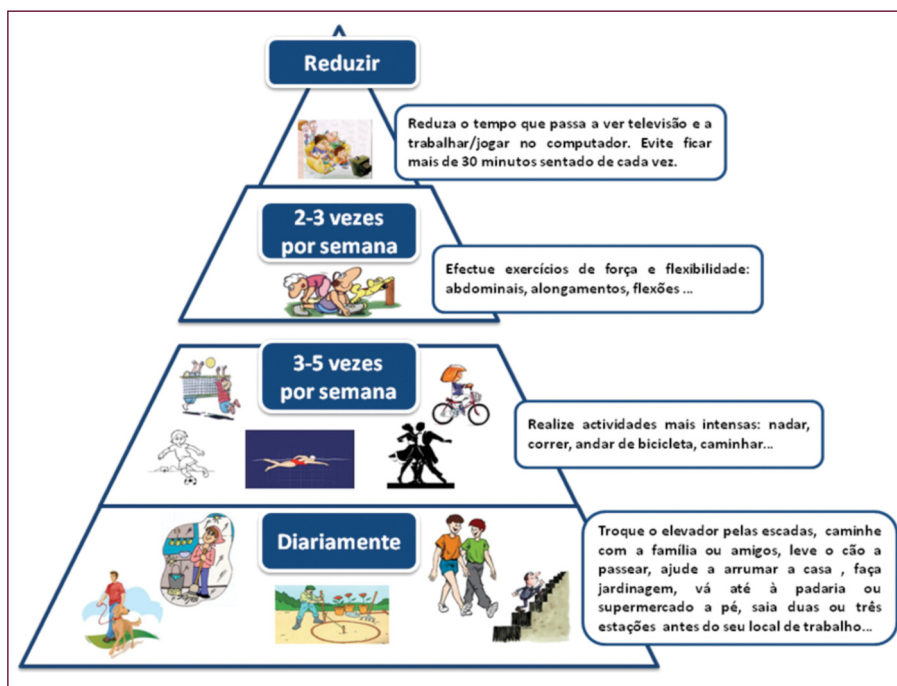 Reduzir
Reduza o tempo que passa a ver televisão e a
trabalhar/jogar no computador. Evite ficar
mais de 30 minutos sentado de cada vez.
2-3 vezes
por semana
Efectue exercícios de força e flexibilidade:
abdominais, alongamentos, flexões ...
3-5 vezes
por semana
Realize actividades mais intensas: nadar,
correr, andar de bicicleta, caminhar...
Diariamente
Troque o elevador pelas escadas, caminhe
com a família ou amigos, leve o cão a
passear, ajude a arrumar a casa , faça
jardinagem, vá até à padaria ou
supermercado a pé, saia duas ou três
estações antes do seu local de trabalho...